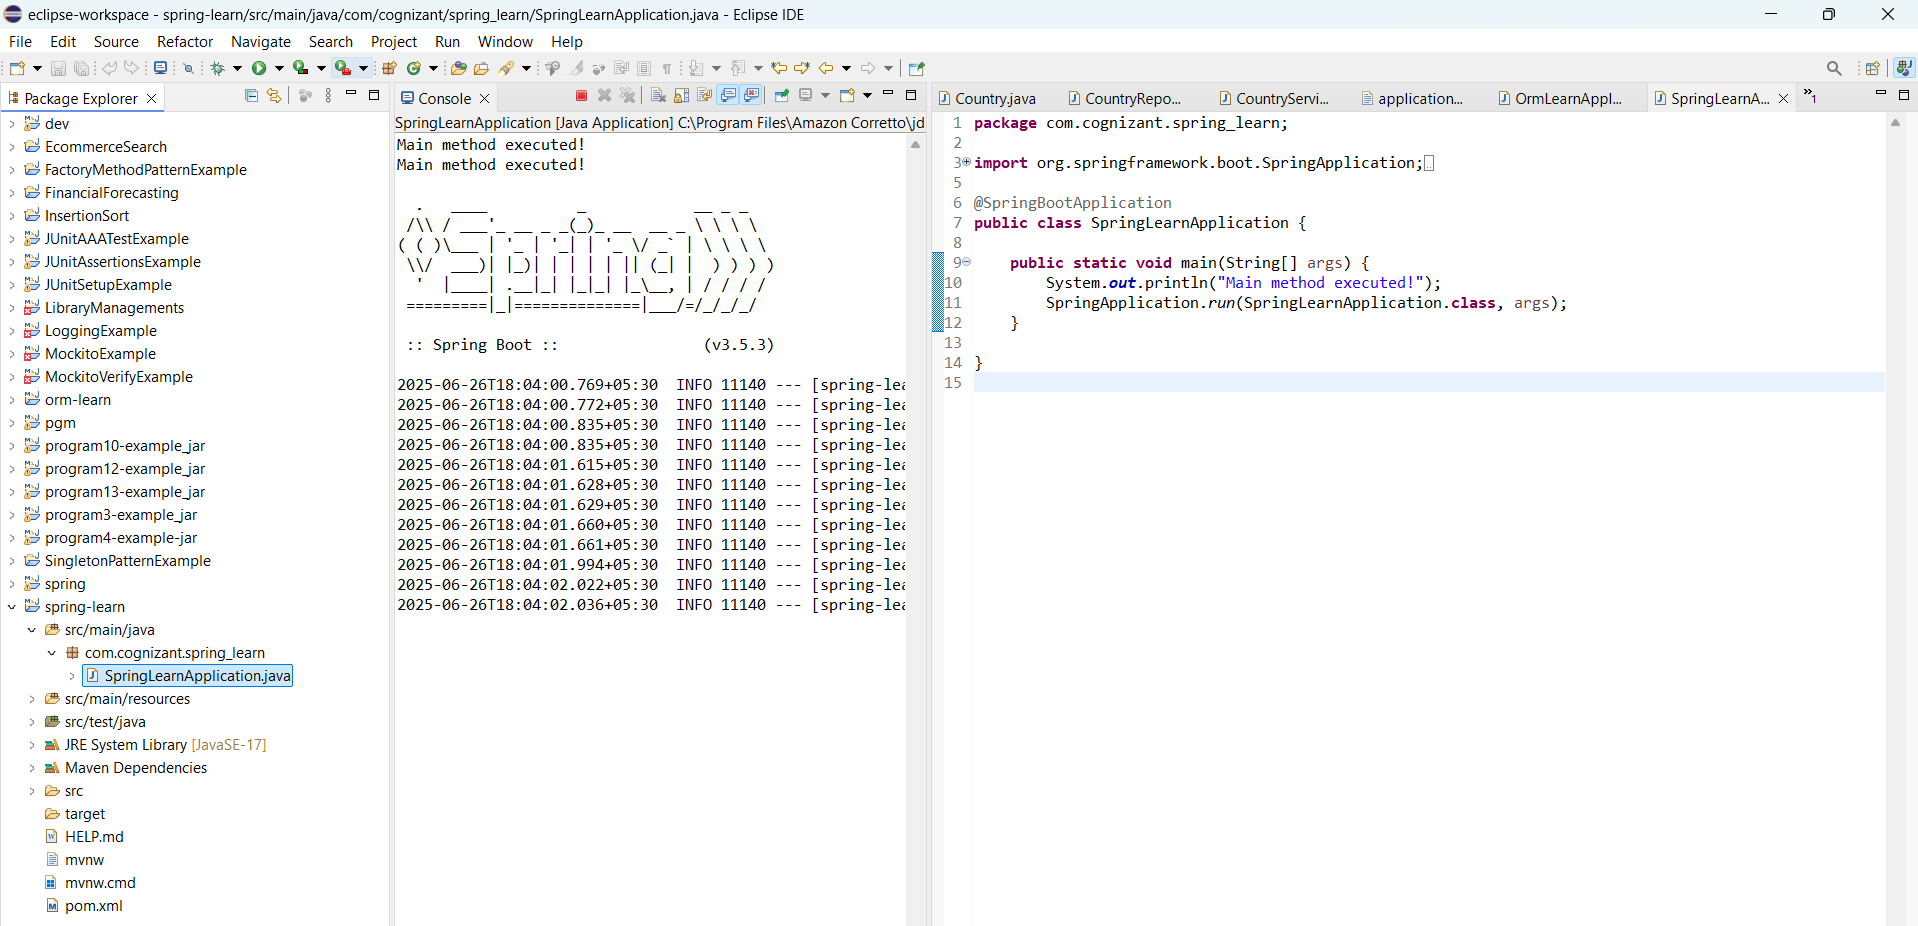 eclipse-workspace - spring-learn/src/main/java/com/cognizant/spring_learn/SpringLearnApplication.java - Eclipse IDE
File Edit Source Refactor Navigate Search Project Run Window Help
Package Explorer
dev
EcommerceSearch
FactoryMethodPatternExample
FinancialForecasting
InsertionSort
JUnitAAATestExample
JUnitAssertionsExample
JUnitSetupExample
LibraryManagements
LoggingExample
MockitoExample
MockitoVerifyExample
orm-learn
pgm
program10-example_jar
program12-example_jar
program13-example_jar
program3-example_jar
program4-example-jar
SingletonPatternExample
spring
spring-learn
src/main/java
com.cognizant.spring_learn
SpringLearnApplication.java
src/main/resources
src/test/java
JRE System Library [JavaSE-17]
Maven Dependencies
src
target
HELP.md
mvnw
mvnw.cmd
pom.xml
Console
SpringLearnApplication [Java Application] C:\Program Files\Amazon Corretto\jd
Main method executed!
Main method executed!
Spring
:: Spring Boot :: (v3.5.3)
2025-06-26T18:04:00.769+05:30 INFO 11140 --- [spring-lea
2025-06-26T18:04:00.772+05:30 INFO 11140 --- [spring-lea
2025-06-26T18:04:00.835+05:30 INFO 11140 --- [spring-lea
2025-06-26T18:04:00.835+05:30 INFO 11140 --- [spring-lea
2025-06-26T18:04:01.615+05:30 INFO 11140 --- [spring-lea
2025-06-26T18:04:01.628+05:30 INFO 11140 --- [spring-lea
2025-06-26T18:04:01.629+05:30 INFO 11140 --- [spring-lea
2025-06-26T18:04:01.660+05:30 INFO 11140 --- [spring-lea
2025-06-26T18:04:01.661+05:30 INFO 11140 --- [spring-lea
2025-06-26T18:04:01.994+05:30 INFO 11140 --- [spring-lea
2025-06-26T18:04:02.022+05:30 INFO 11140 --- [spring-lea
2025-06-26T18:04:02.036+05:30 INFO 11140 --- [spring-lea
Country.java CountryRepo... CountryServi... application... OrmLearnAppl... SpringLearnA... »1
1 package com.cognizant.spring_learn;
2
3 import org.springframework.boot.SpringApplication;
5
6 @SpringBootApplication
7 public class SpringLearnApplication {
8
9 public static void main(String[] args) {
10 System.out.println("Main method executed!");
11 SpringApplication.run(SpringLearnApplication.class, args);
12 }
13
14 }
15